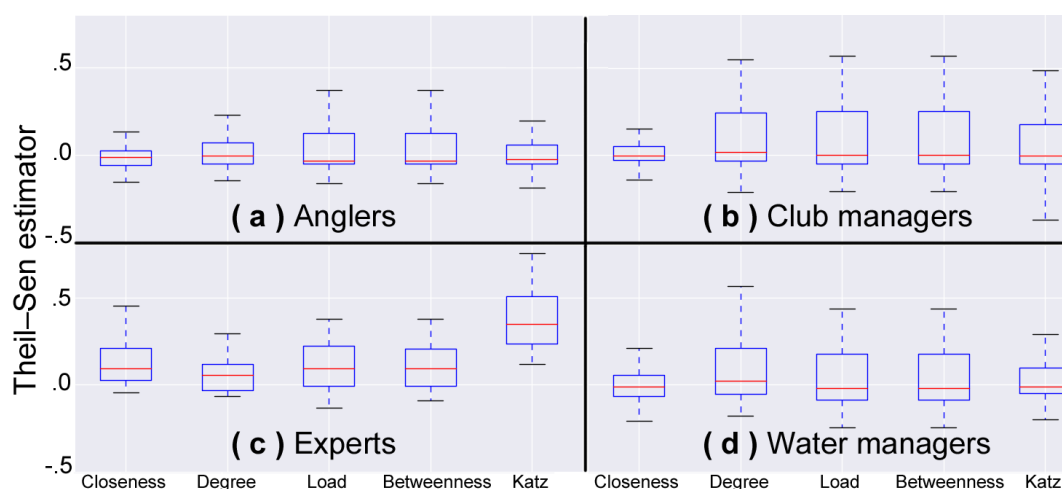 Theil–Sen estimator
.5
.0
-.5
( a ) Anglers
( b ) Club managers
.5
.0
-.5
( c ) Experts
( d ) Water managers
Closeness Degree Load Betweenness Katz Closeness Degree Load Betweenness Katz